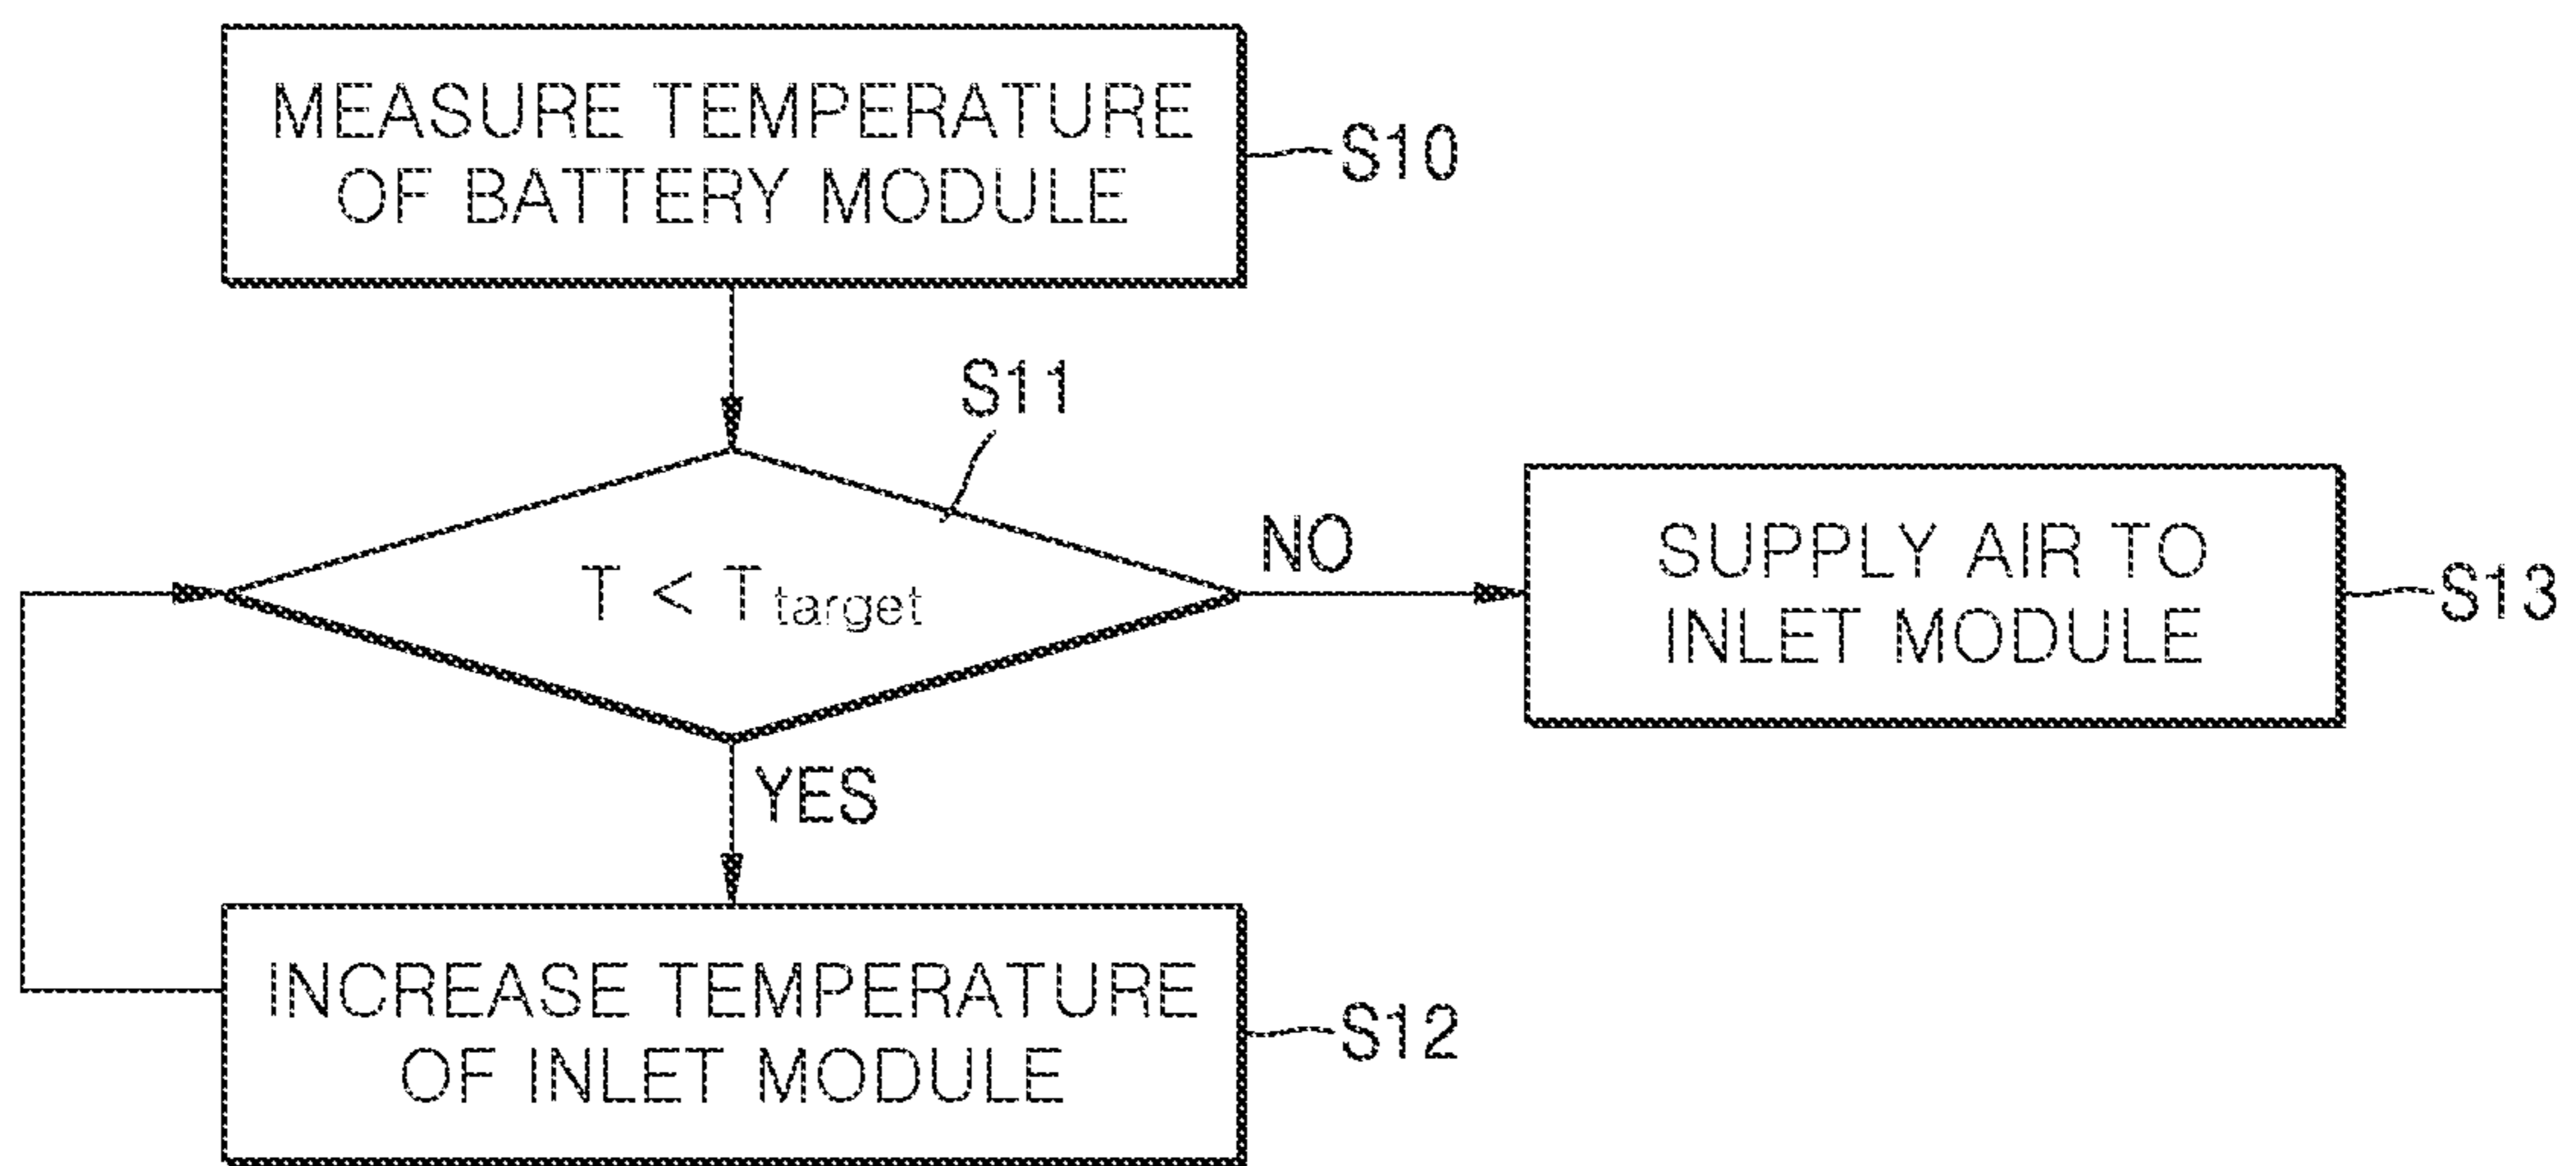 MEASURE TEMPERATURE
OF BATTERY MODULE
S10
S11
T < Ttarget
NO
SUPPLY AIR TO
INLET MODULE
S13
YES
INCREASE TEMPERATURE
OF INLET MODULE
S12